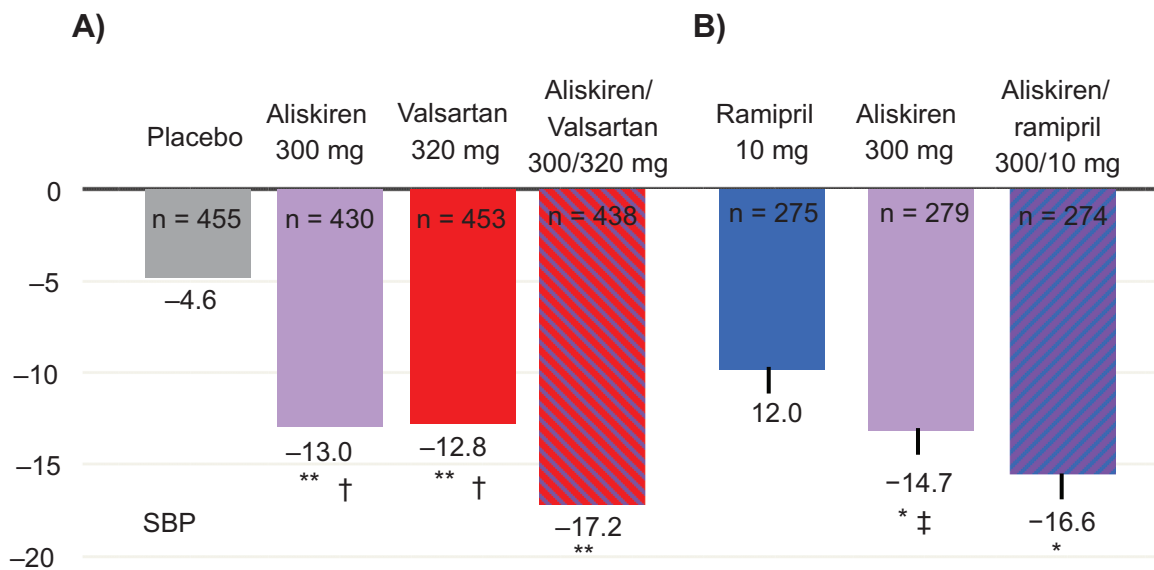 A)
B)
Placebo
Aliskiren
300 mg
Valsartan
320 mg
Aliskiren/
Valsartan
300/320 mg
Ramipril
10 mg
Aliskiren
300 mg
Aliskiren/
ramipril
300/10 mg
0
–5
–10
–15
–20
n = 455
n = 430
n = 453
n = 438
n = 275
n = 279
n = 274
–4.6
–13.0
** †
–12.8
** †
–17.2
**
12.0
−14.7
* ‡
−16.6
*
SBP